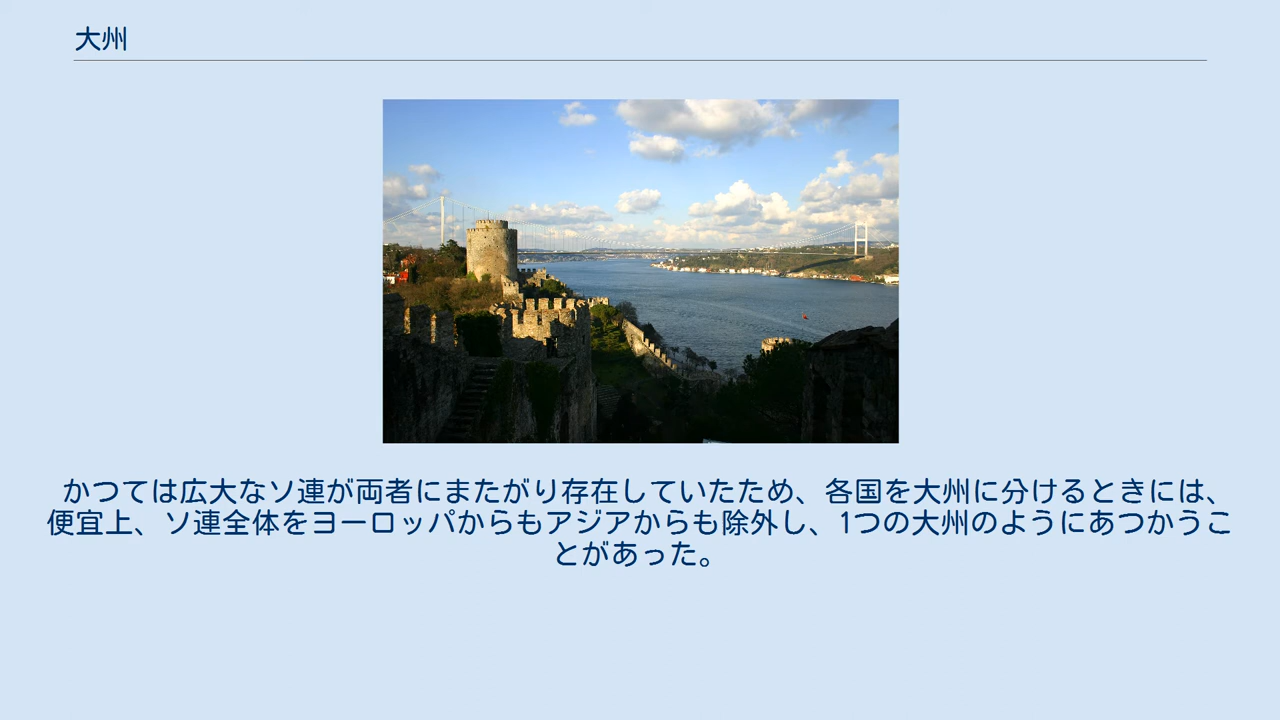 大州
かつては広大なソ連が両者にまたがり存在していたため、各国を大州に分けるときには、
便宜上、ソ連全体をヨーロッパからもアジアからも除外し、1つの大州のようにあつかうこ
とがあった。